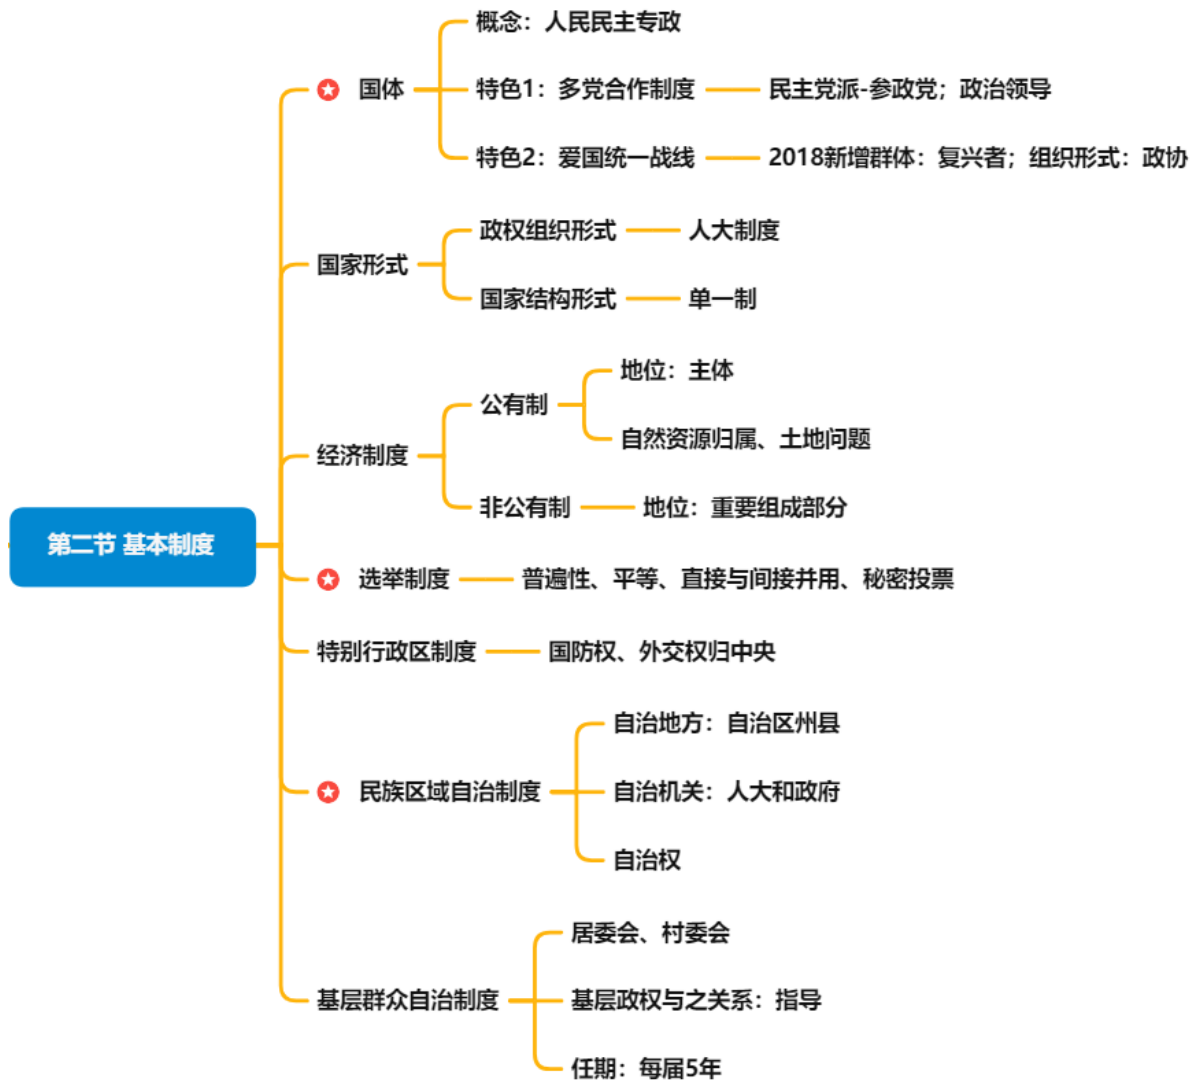 第二节 基本制度
国体
概念：人民民主专政
特色1：多党合作制度
民主党派-参政党；政治领导
特色2：爱国统一战线
2018新增群体：复兴者；组织形式：政协
国家形式
政权组织形式
人大制度
国家结构形式
单一制
经济制度
公有制
地位：主体
自然资源归属、土地问题
非公有制
地位：重要组成部分
选举制度
普遍性、平等、直接与间接并用、秘密投票
特别行政区制度
国防权、外交权归中央
民族区域自治制度
自治地方：自治区州县
自治机关：人大和政府
自治权
基层群众自治制度
居委会、村委会
基层政权与之关系：指导
任期：每届5年